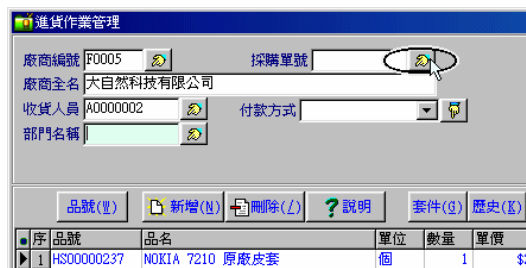 進貨作業管理
廠商編號 F0005 採購單號
廠商全名 大自然科技有限公司
收貨人員 A0000002 付款方式
部門名稱
品號(W) 新增(N) 刪除(/) ?說明 套件(G) 歷史(K)
序 品號 品名 單位 數量 單價
1 HS00000237 NOKIA 7210 原廠皮套 個 1